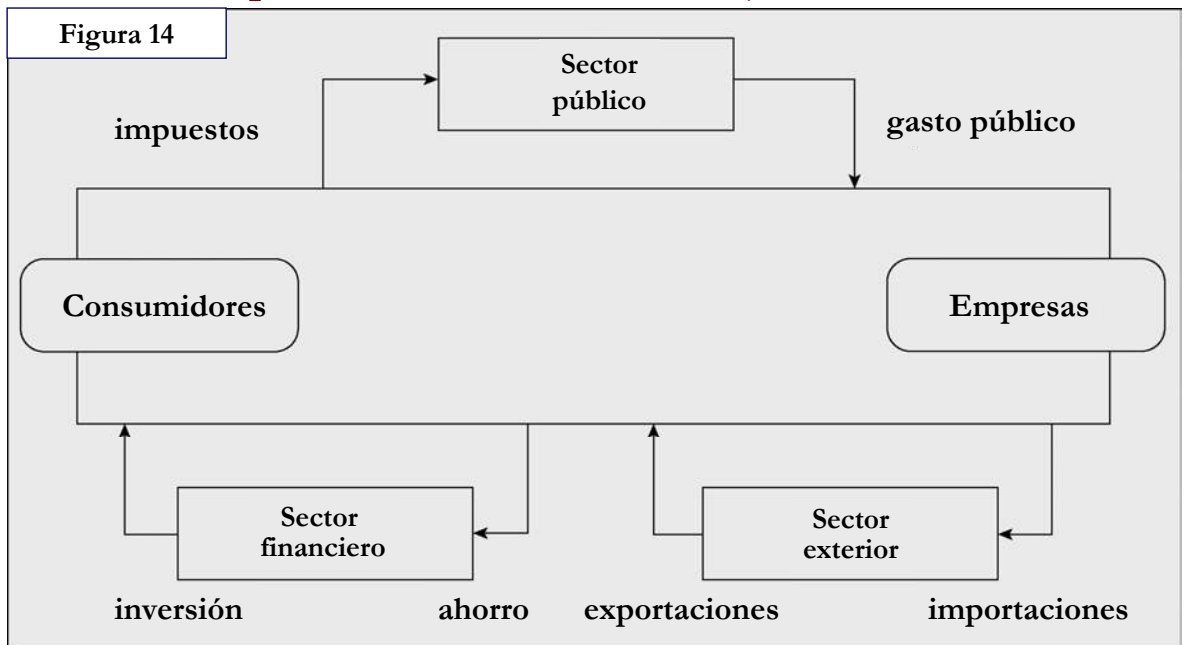 Figura 14
Sector
público
impuestos
gasto público
Consumidores
Empresas
Sector
financiero
Sector
exterior
inversión
ahorro
exportaciones
importaciones